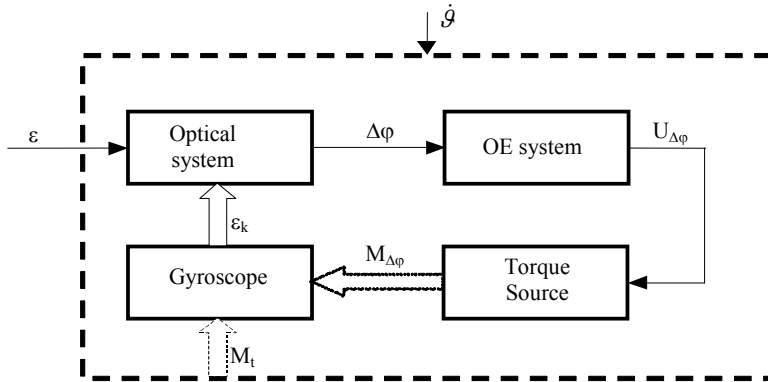 ϑ̇
ε
Optical
system
Δφ
OE system
U_Δφ
ε_k
M_Δφ
Gyroscope
Torque
Source
M_t